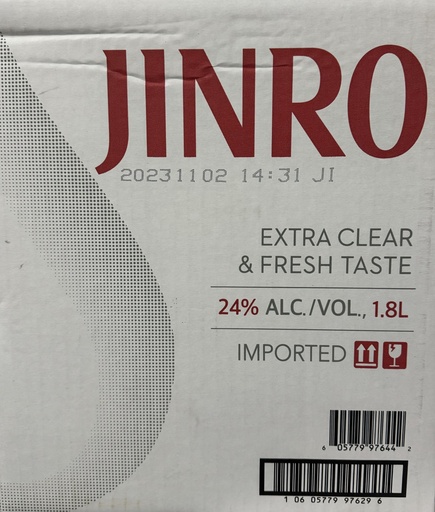 JINRO
20231102 14:31 JI
EXTRA CLEAR
& FRESH TASTE
24% ALC./VOL., 1.8L
IMPORTED
6 05779 97644 2
1 06 05779 97629 6